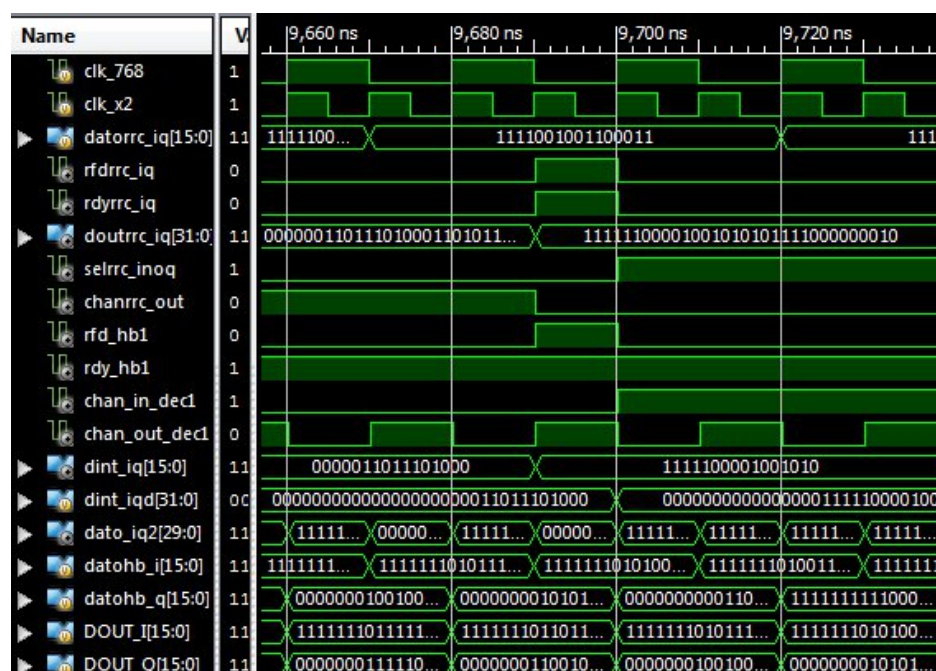 Name V. 9,660 ns 9,680 ns 9,700 ns 9,720 ns
clk_768 1
clk_x2 1
datorrc_iq[15:0] 11 1111100... 1111001001100011 111
rfdrrc_iq 0
rdyrrc_iq 0
doutrrc_iq[31:0] 11 000000110111010001101011... 11111100001001010101111000000010
selrrc_inoq 1
chanrrc_out 0
rfd_hb1 0
rdy_hb1 1
chan_in_dec1 1
chan_out_dec1 0
dint_iq[15:0] 11 0000011011101000 1111100001001010
dint_iqd[31:0] 00 00000000000000000000011011101000 0000000000000000111110000100
dato_iq2[29:0] 11 11111... 00000... 11111... 00000... 11111... 11111... 11111... 11111...
datohb_i[15:0] 11 1111111... 1111111010111... 1111111010100... 1111111010011... 1111111
datohb_q[15:0] 11 0000000100100... 0000000010101... 0000000000110... 1111111111000...
DOUT_I[15:0] 11 1111111011111... 1111111011011... 1111111010111... 1111111010100...
DOUT_Q[15:0] 11 0000000111110... 0000000110010... 0000000100100... 0000000010101...